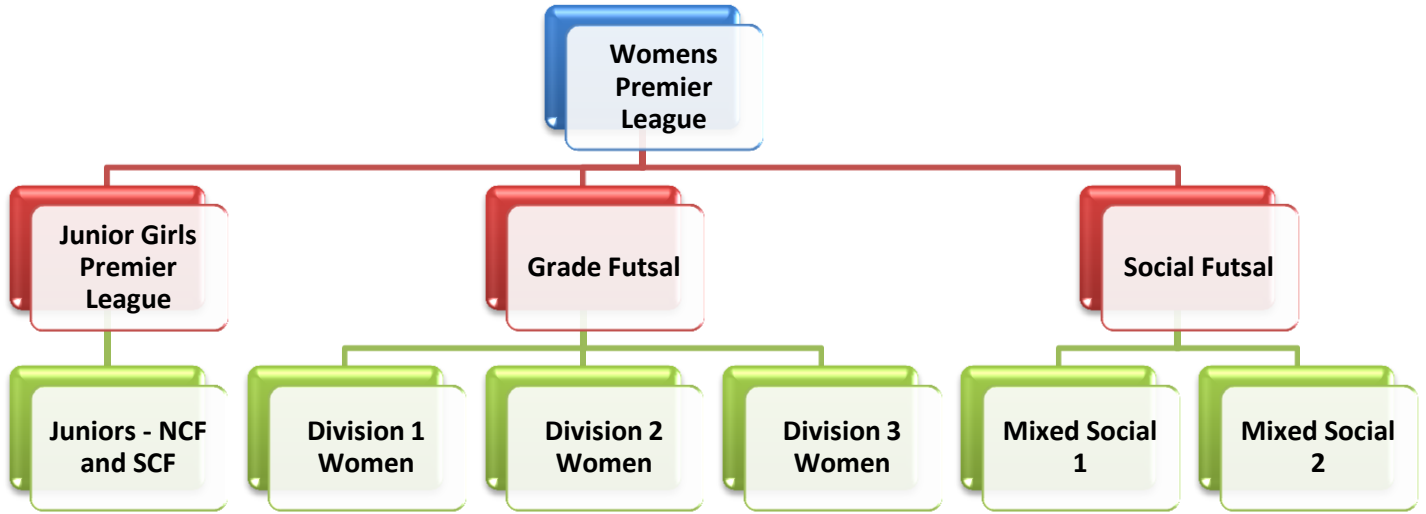 Womens
Premier
League
Junior Girls
Premier
League
Grade Futsal
Social Futsal
Juniors - NCF
and SCF
Division 1
Women
Division 2
Women
Division 3
Women
Mixed Social
1
Mixed Social
2